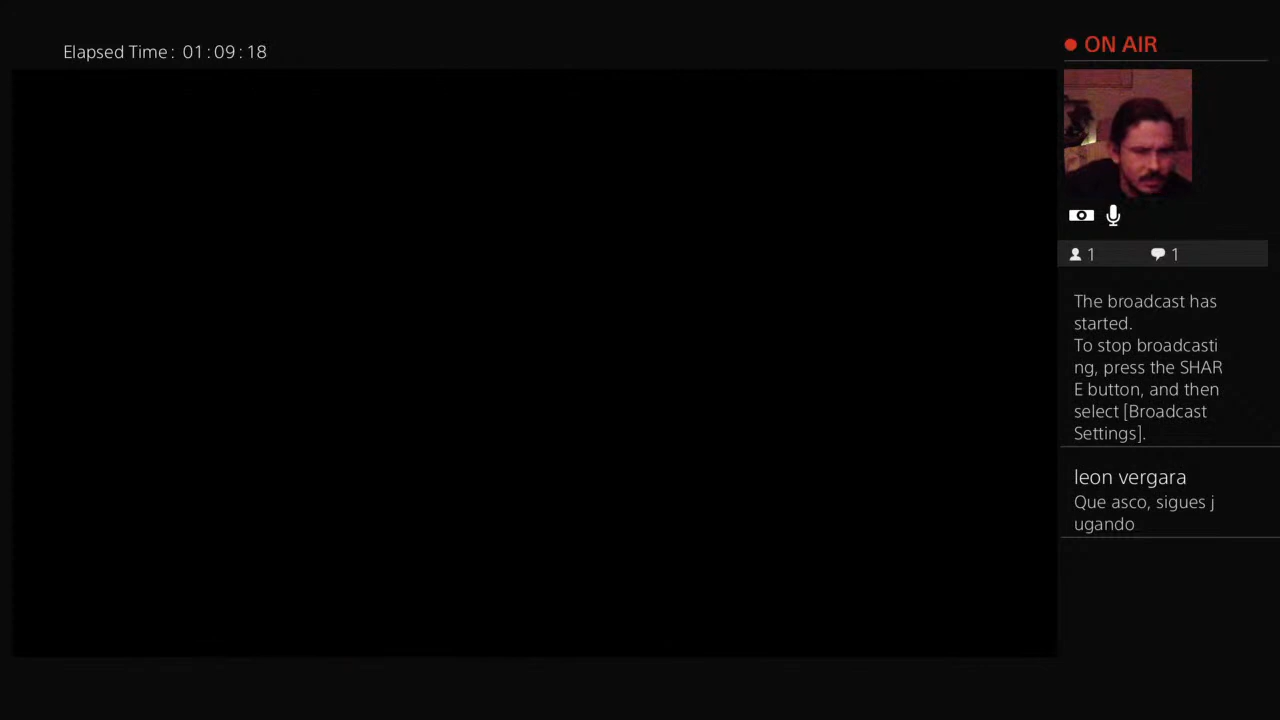 Elapsed Time: 01:09:18
ON AIR
1 1
The broadcast has
started.
To stop broadcasti
ng, press the SHAR
E button, and then
select [Broadcast
Settings].
leon vergara
Que asco, sigues j
ugando